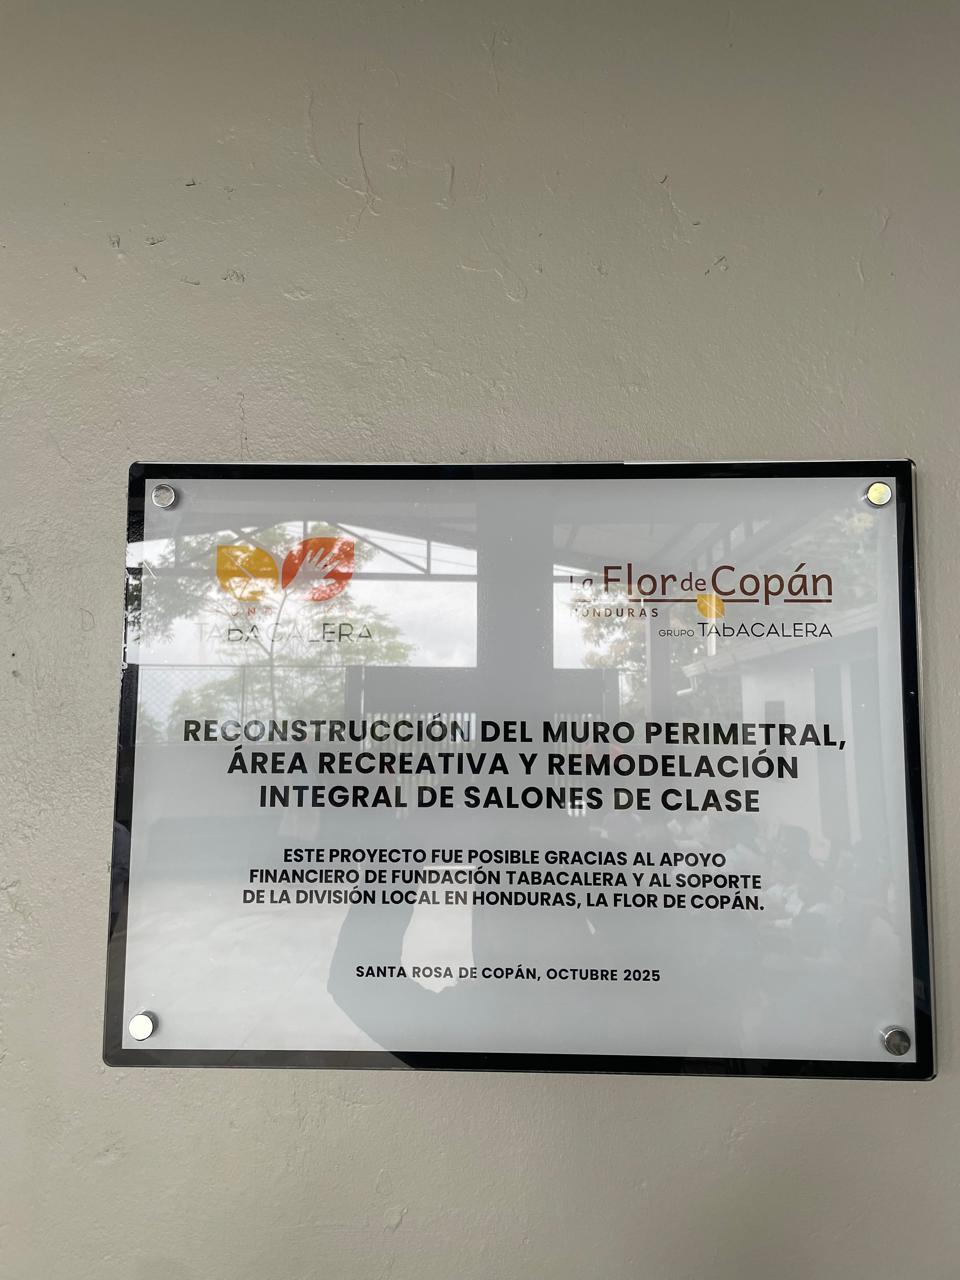 FUNDACIÓN
TABACALERA
La Flor de Copán
HONDURAS
GRUPO TABACALERA
RECONSTRUCCIÓN DEL MURO PERIMETRAL,
ÁREA RECREATIVA Y REMODELACIÓN
INTEGRAL DE SALONES DE CLASE
ESTE PROYECTO FUE POSIBLE GRACIAS AL APOYO
FINANCIERO DE FUNDACIÓN TABACALERA Y AL SOPORTE
DE LA DIVISIÓN LOCAL EN HONDURAS, LA FLOR DE COPÁN.
SANTA ROSA DE COPÁN, OCTUBRE 2025